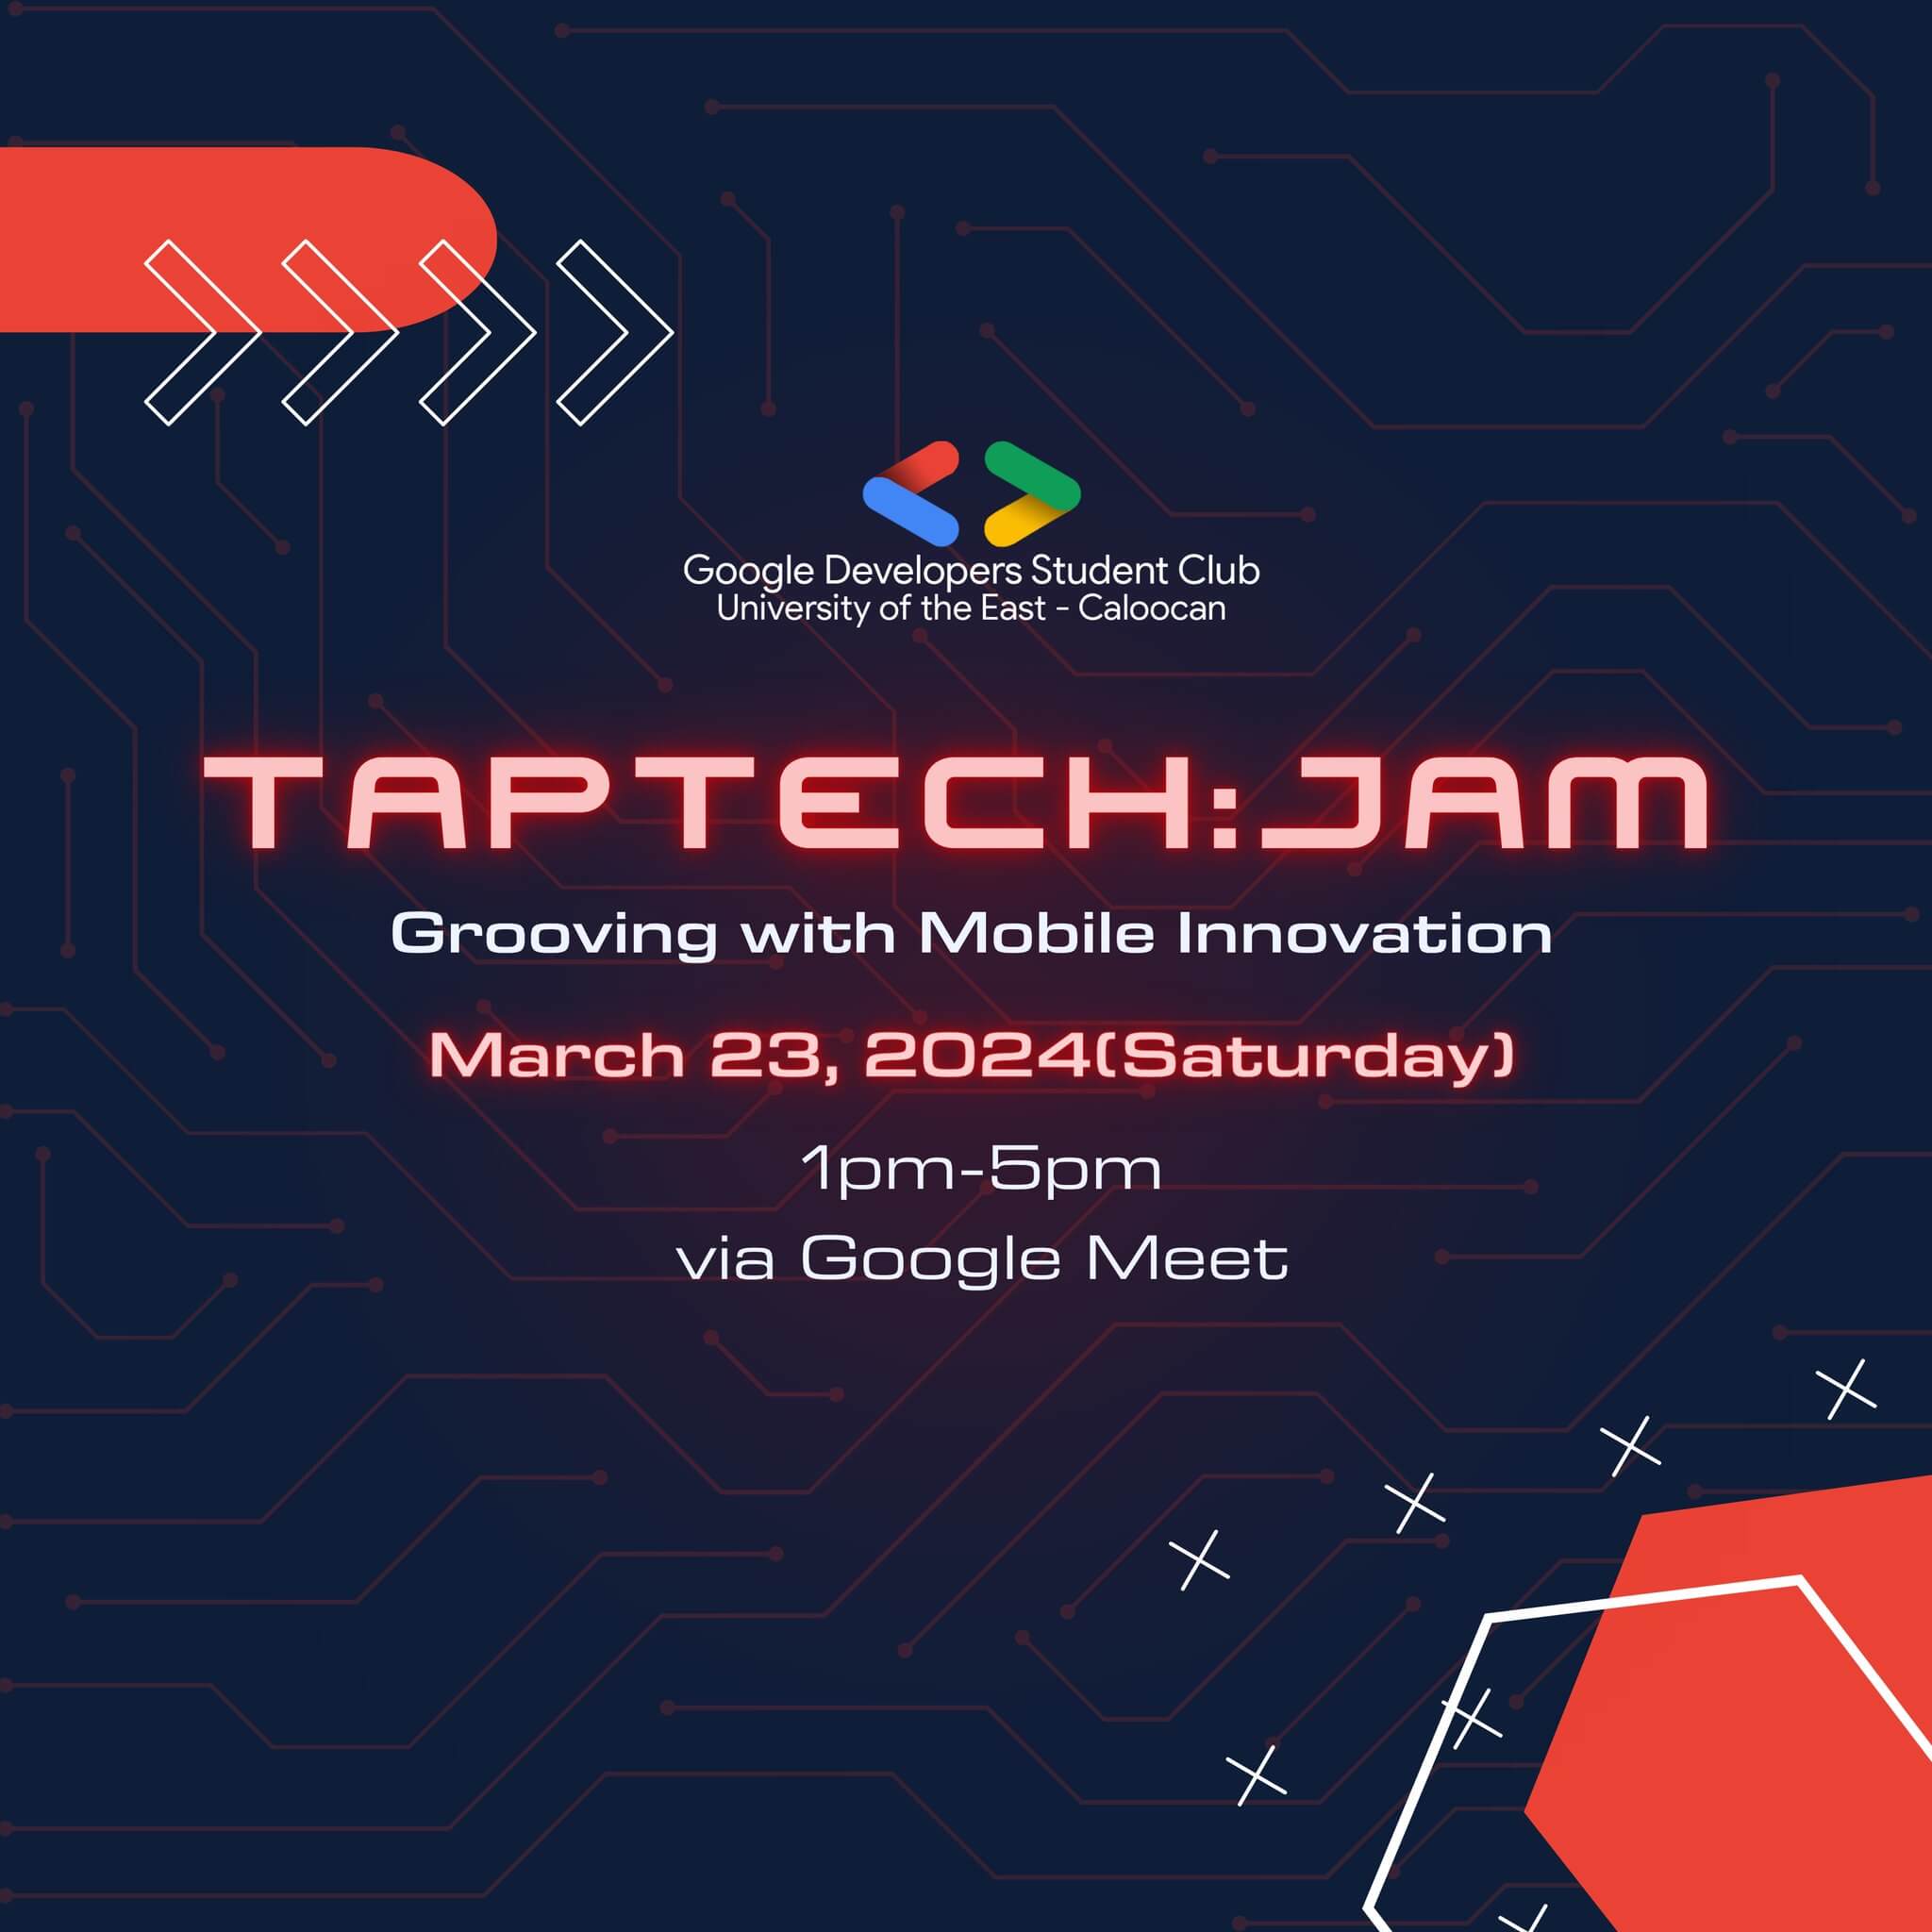 Google Developers Student Club
University of the East - Caloocan
TAPTECH:JAM
Grooving with Mobile Innovation
March 23, 2024(Saturday)
1pm-5pm
via Google Meet